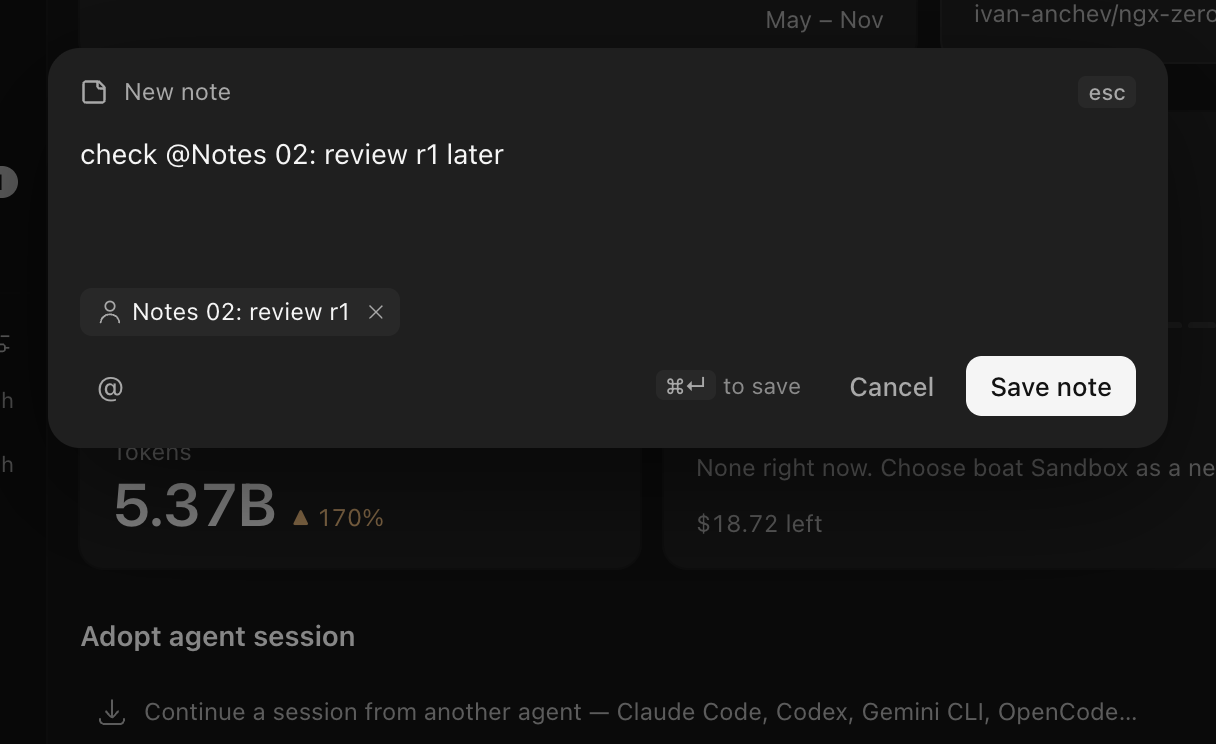 May – Nov
ivan-anchev/ngx-zero
New note
esc
check @Notes 02: review r1 later
Notes 02: review r1
h
h
@
⌘↵ to save
Cancel
Save note
Tokens
5.37B ▲ 170%
None right now. Choose boat Sandbox as a ne
$18.72 left
Adopt agent session
Continue a session from another agent — Claude Code, Codex, Gemini CLI, OpenCode...